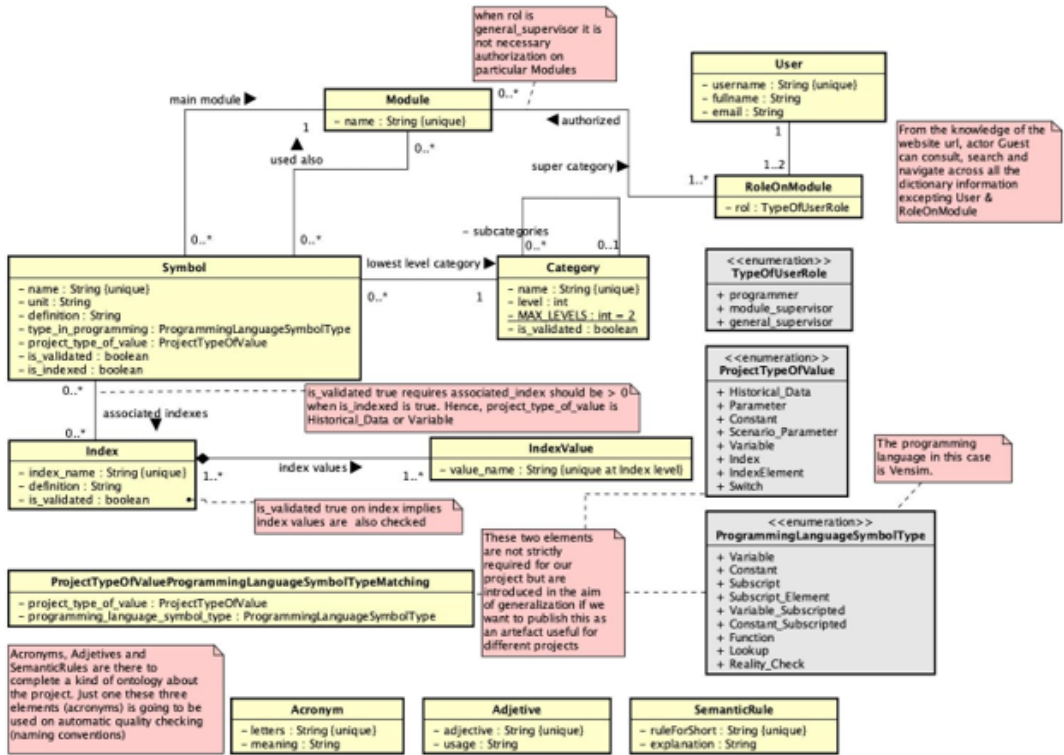 when rol is
general_supervisor it is
not necessary
authorization on
particular Modules
User
- username : String {unique}
- fullname : String
- email : String
main module
Module
- name : String {unique}
0..*
authorized
1
used also
0..*
super category
1
1..2
1..*
RoleOnModule
- rol : TypeOfUserRole
From the knowledge of the
website url, actor Guest
can consult, search and
navigate across all the
dictionary information
excepting User &
RoleOnModule
0..*
0..*
- subcategories
0..*
0..1
Symbol
- name : String {unique}
- unit : String
- definition : String
- type_in_programming : ProgrammingLanguageSymbolType
- project_type_of_value : ProjectTypeOfValue
- is_validated : boolean
- is_indexed : boolean
lowest level category
0..*
1
Category
- name : String {unique}
- level : int
- MAX_LEVELS : int = 2
- is_validated : boolean
<<enumeration>>
TypeOfUserRole
+ programmer
+ module_supervisor
+ general_supervisor
0..*
associated indexes
0..*
is_validated true requires associated_index should be > 0
when is_indexed is true. Hence, project_type_of_value is
Historical_Data or Variable
<<enumeration>>
ProjectTypeOfValue
+ Historical_Data
+ Parameter
+ Constant
+ Scenario_Parameter
+ Variable
+ Index
+ IndexElement
+ Switch
Index
- index_name : String {unique}
- definition : String
- is_validated : boolean
1..*
index values
1..*
IndexValue
- value_name : String {unique at Index level}
The programming
language in this case
is Vensim.
is_validated true on index implies
index values are also checked
These two elements
are not strictly
required for our
project but are
introduced in the aim
of generalization if we
want to publish this as
an artefact useful for
different projects
<<enumeration>>
ProgrammingLanguageSymbolType
+ Variable
+ Constant
+ Subscript
+ Subscript_Element
+ Variable_Subscripted
+ Constant_Subscripted
+ Function
+ Lookup
+ Reality_Check
ProjectTypeOfValueProgrammingLanguageSymbolTypeMatching
- project_type_of_value : ProjectTypeOfValue
- programming_language_symbol_type : ProgrammingLanguageSymbolType
Acronyms, Adjetives and
SemanticRules are there to
complete a kind of ontology about
the project. Just one these three
elements (acronyms) is going to be
used on automatic quality checking
(naming conventions)
Acronym
- letters : String {unique}
- meaning : String
Adjetive
- adjective : String {unique}
- usage : String
SemanticRule
- ruleForShort : String {unique}
- explanation : String